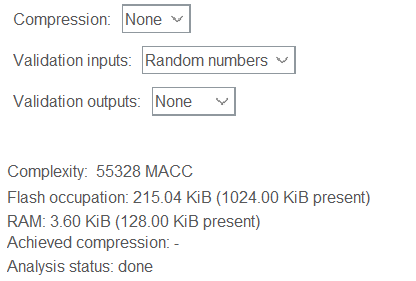 Compression: None
Validation inputs: Random numbers
Validation outputs: None
Complexity: 55328 MACC
Flash occupation: 215.04 KiB (1024.00 KiB present)
RAM: 3.60 KiB (128.00 KiB present)
Achieved compression: -
Analysis status: done